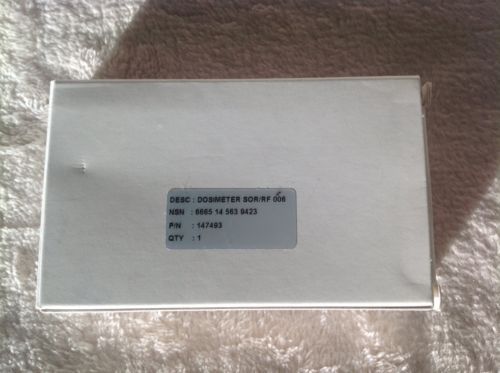 DESC : DOSIMETER SOR/RF 006
NSN : 6665 14 563 9423
P/N : 147493
QTY : 1